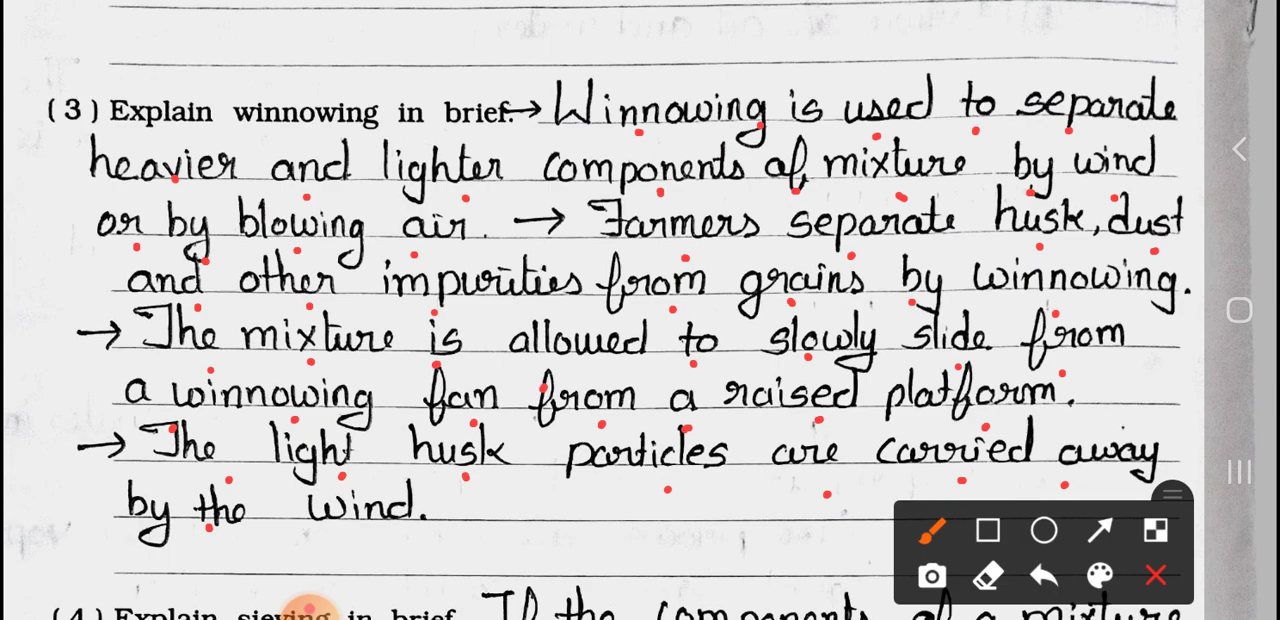 (3) Explain winnowing in brief.→ Winnowing is used to separate
heavier and lighter components of mixture by wind
or by blowing air. → Farmers separate husk, dust
and other impurities from grains by winnowing.
→ The mixture is allowed to slowly slide from
a winnowing fan from a raised platform.
→ The light husk particles are carried away
by the wind.
(4) Explain sieving in brief. If the components of a mixture